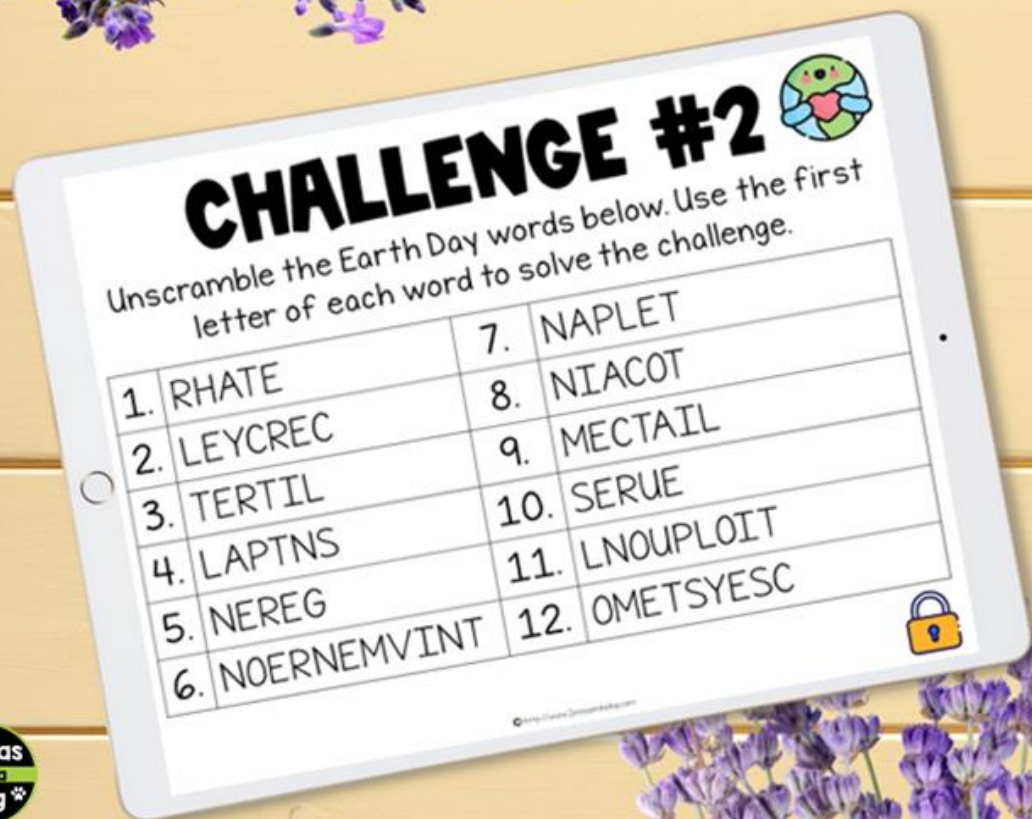 CHALLENGE #2
Unscramble the Earth Day words below. Use the first
letter of each word to solve the challenge.
1. RHATE
2. LEYCREC
3. TERTIL
4. LAPTNS
5. NEREG
6. NOERNEMVINT
7. NAPLET
8. NIACOT
9. MECTAIL
10. SERUE
11. LNOUPLOIT
12. OMETSYESC